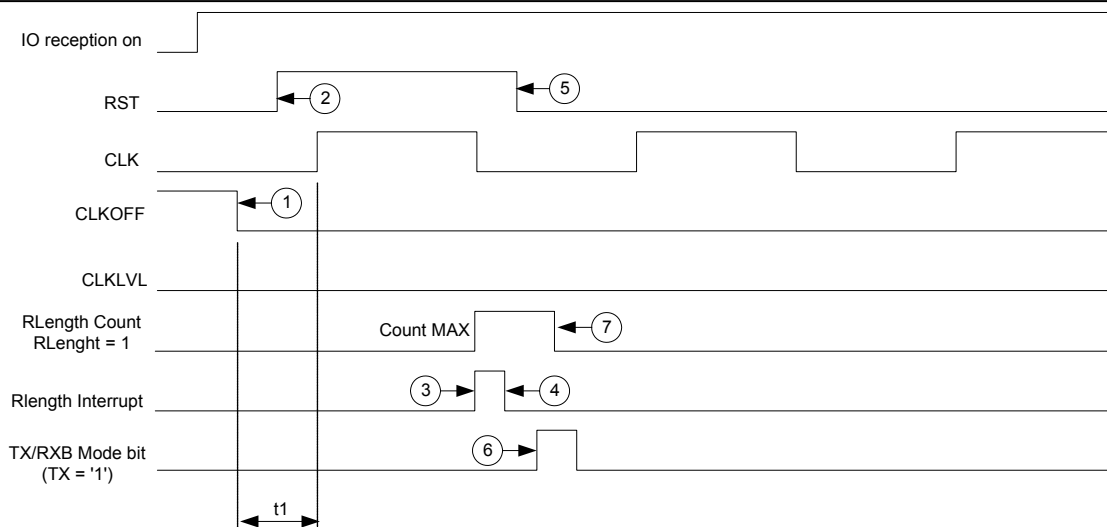 IO reception on
RST
2
5
CLK
CLKOFF
1
CLKLVL
RLength Count
RLenght = 1
Count MAX
7
Rlength Interrupt
3
4
TX/RXB Mode bit
(TX = '1')
6
t1